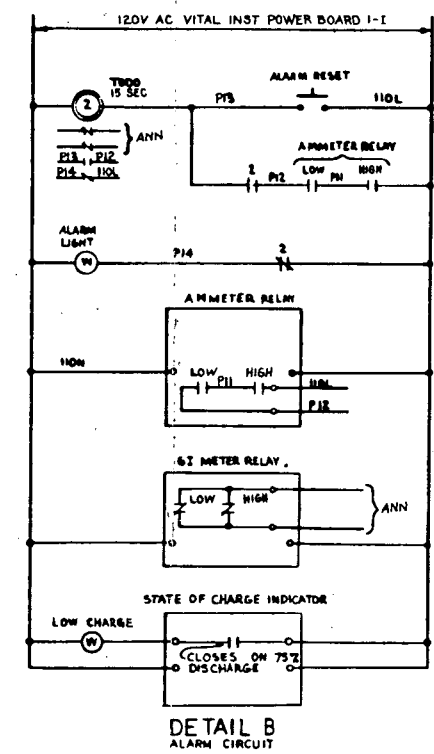 120V AC VITAL INST POWER BOARD 1-I
TDDO
15 SEC
ALARM RESET
2
P13
110L
ANN
P13 P12
P14 110L
AMMETER RELAY
2 P12 LOW P11 HIGH
ALARM
LIGHT
W
P14
2
AMMETER RELAY
110N
LOW P11 HIGH
110L
P12
GI METER RELAY.
LOW HIGH
ANN
STATE OF CHARGE INDICATOR
LOW CHARGE
W
CLOSES ON 75%
DISCHARGE
DETAIL B
ALARM CIRCUIT